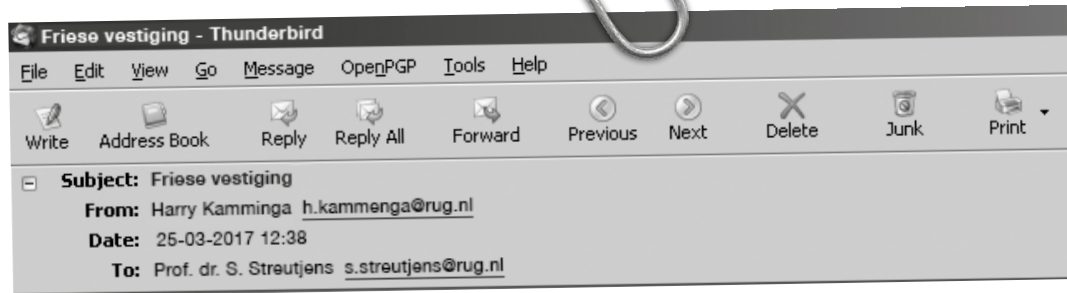 Friese vestiging - Thunderbird
File Edit View Go Message OpenPGP Tools Help
Write Address Book Reply Reply All Forward Previous Next Delete Junk Print
Subject: Friese vestiging
From: Harry Kamminga h.kammenga@rug.nl
Date: 25-03-2017 12:38
To: Prof. dr. S. Streutjens s.streutjens@rug.nl